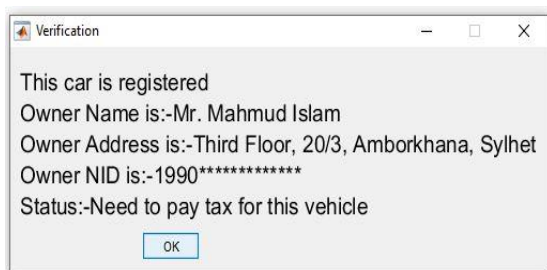 Verification
This car is registered
Owner Name is:-Mr. Mahmud Islam
Owner Address is:-Third Floor, 20/3, Amborkhana, Sylhet
Owner NID is:-1990*************
Status:-Need to pay tax for this vehicle
OK